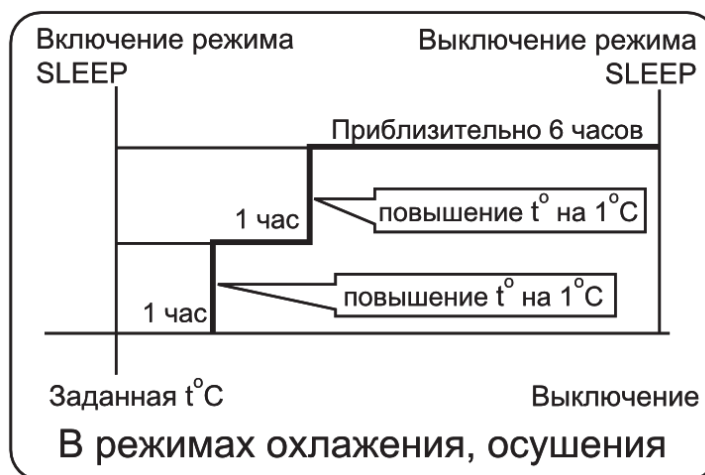 Включение режима
SLEEP
Выключение режима
SLEEP
Приблизительно 6 часов
1 час
повышение t° на 1°C
1 час
повышение t° на 1°C
Заданная t°C
Выключение
В режимах охлажения, осушения